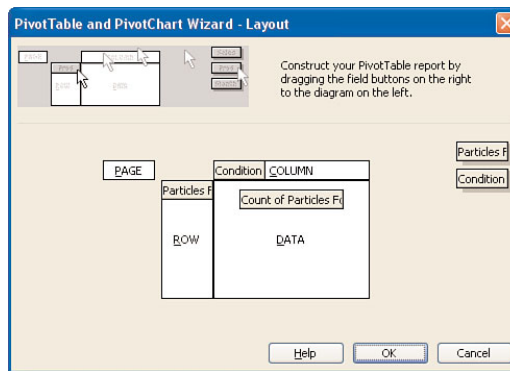 PivotTable and PivotChart Wizard - Layout
Construct your PivotTable report by
dragging the field buttons on the right
to the diagram on the left.
PAGE
Condition COLUMN
Particles F
Count of Particles Fo
ROW
DATA
Particles F
Condition
Help
OK
Cancel